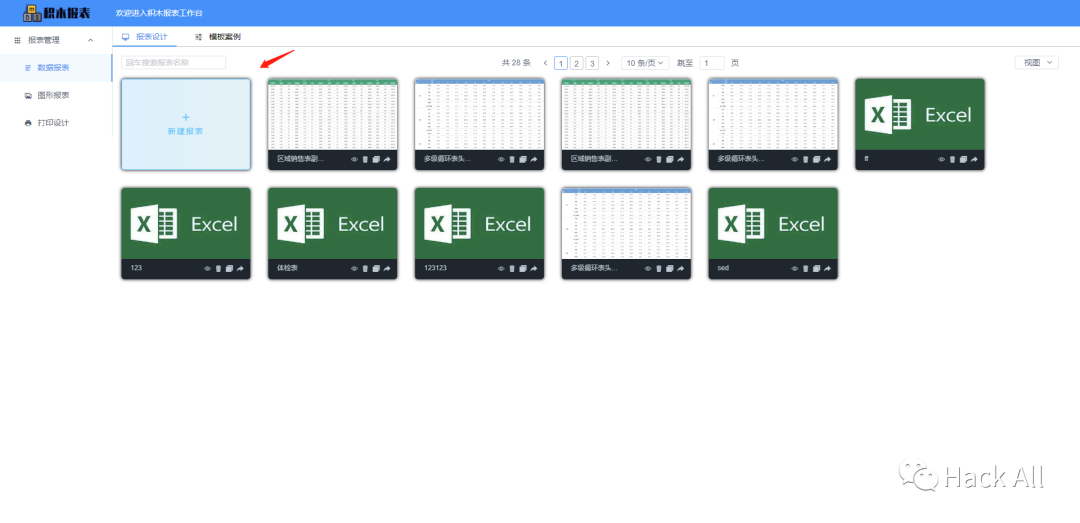 积木报表 欢迎进入积木报表工作台
报表管理
报表设计 模板案例
数据报表
图形报表
打印设计
回车搜索报表名称 共 28 条 1 2 3 10 条/页 跳至 1 页 视图
+
新建报表
Excel
区域销售表副... 多级循环表头... 区域销售表副... 多级循环表头... ff
Excel Excel Excel Excel
123 体检表 123123 多级循环表头... sed
Hack All